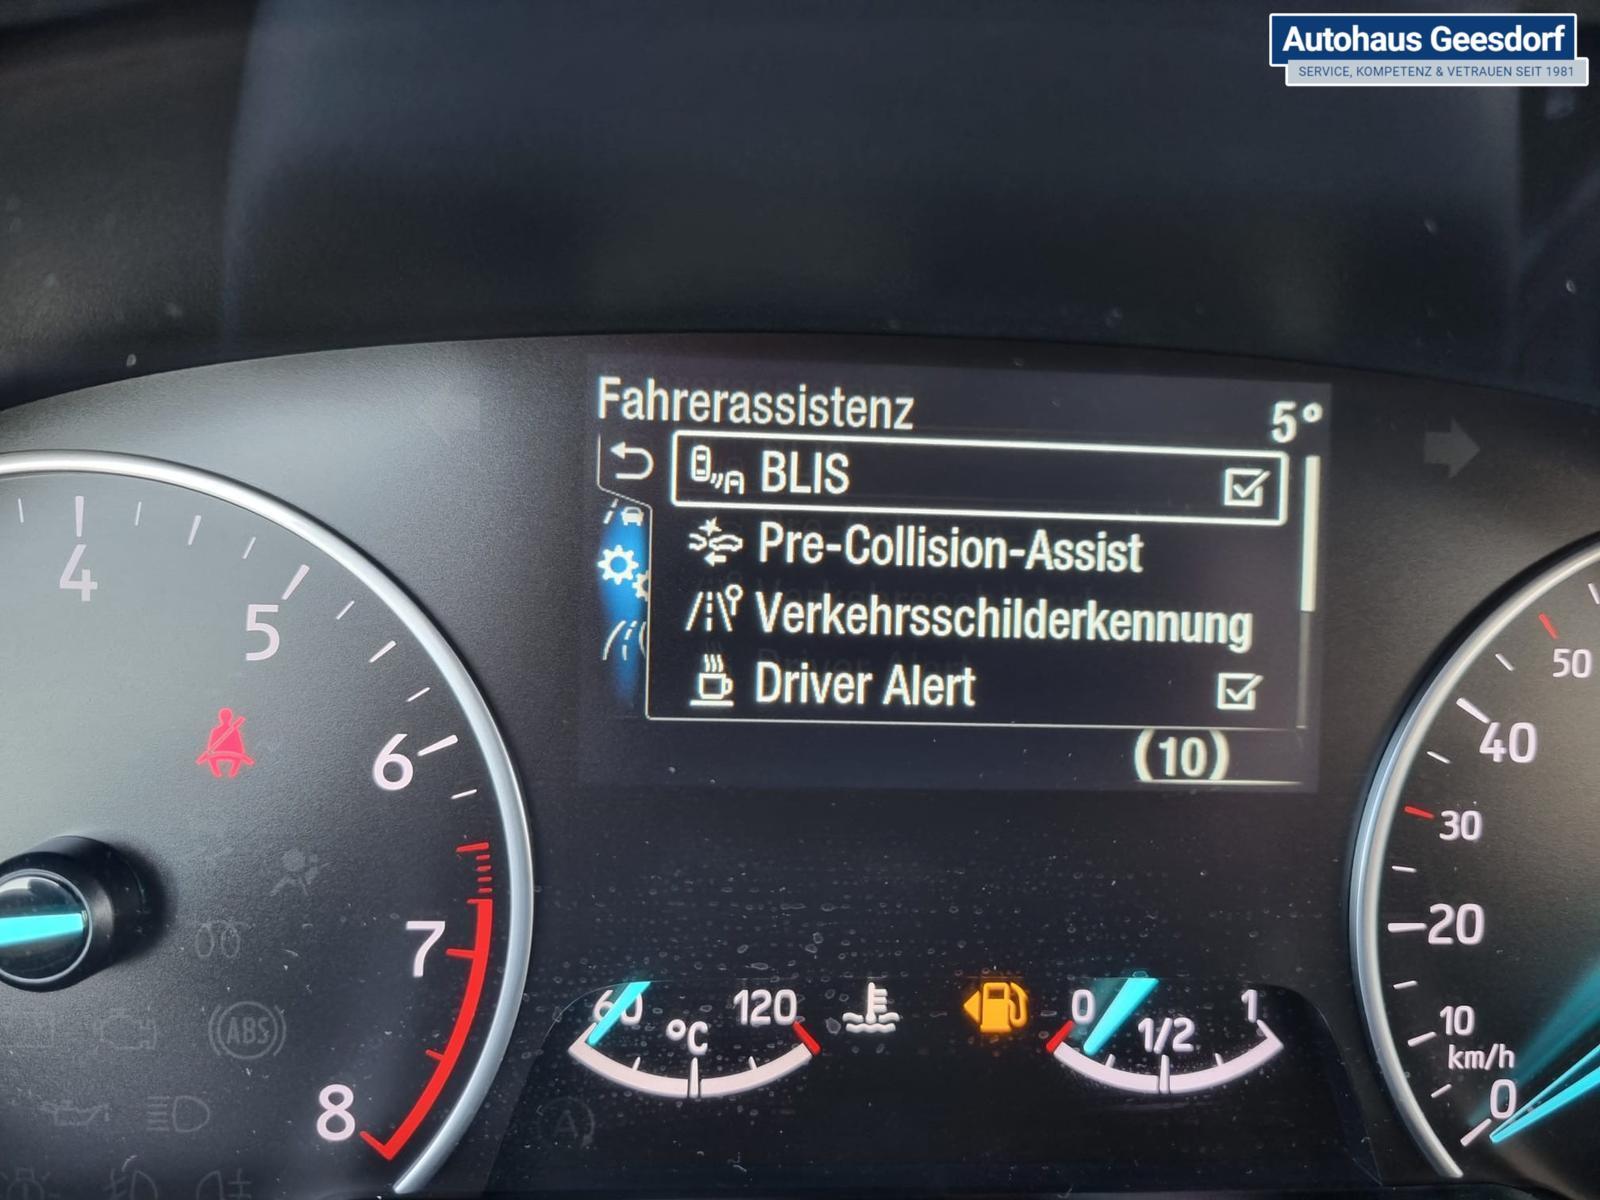 Autohaus Geesdorf
SERVICE, KOMPETENZ & VETRAUEN SEIT 1981
Fahrerassistenz 5°
BLIS
Pre-Collision-Assist
Verkehrsschilderkennung
Driver Alert
(10)
4
5
6
7
8
ABS
60 °C 120
0 1/2 1
50
40
30
20
10
km/h
0